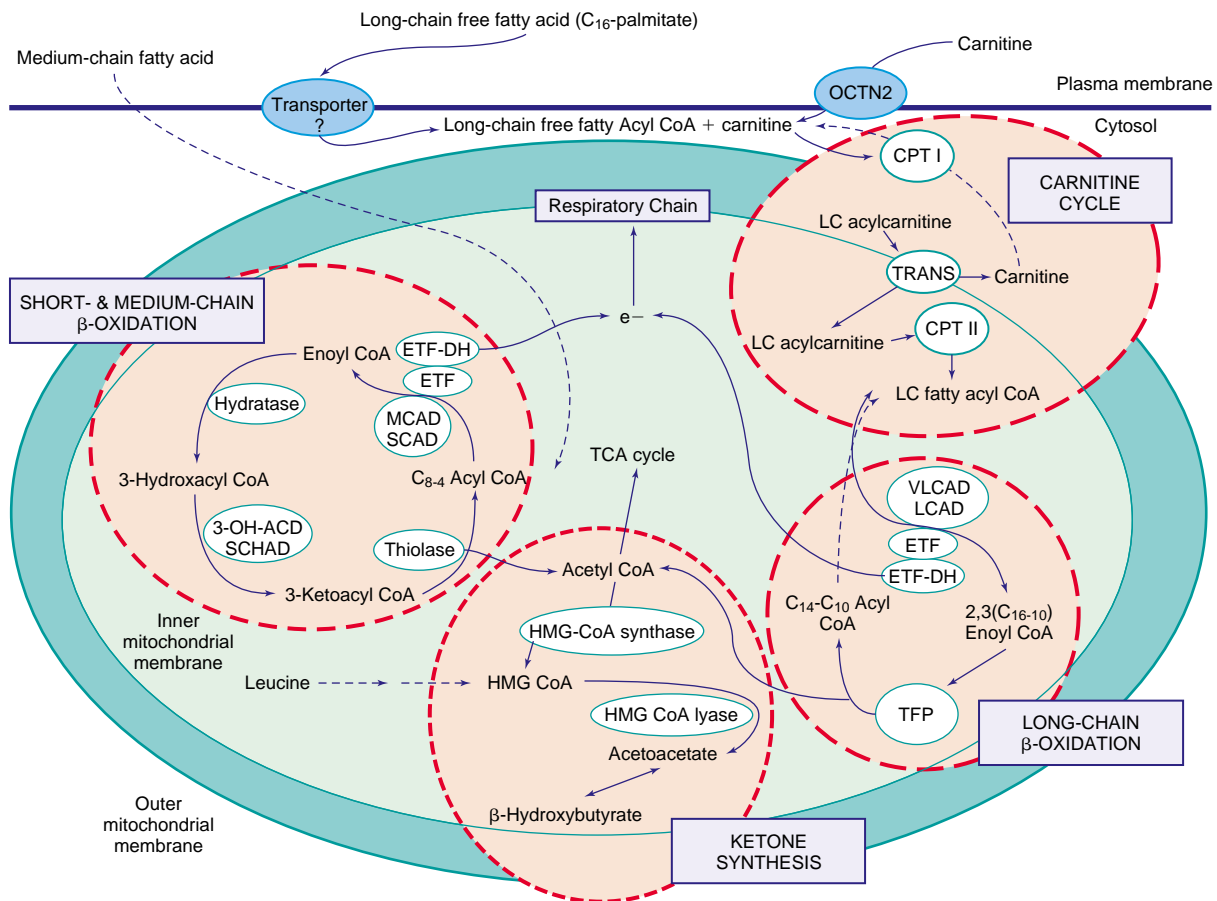 Long-chain free fatty acid (C₁₆-palmitate)
Medium-chain fatty acid
Carnitine
Plasma membrane
Transporter
?
OCTN2
Long-chain free fatty Acyl CoA + carnitine
Cytosol
CPT I
CARNITINE
CYCLE
Respiratory Chain
LC acylcarnitine
TRANS
Carnitine
SHORT- & MEDIUM-CHAIN
β-OXIDATION
e−
CPT II
LC acylcarnitine
LC fatty acyl CoA
Enoyl CoA
ETF-DH
ETF
Hydratase
MCAD
SCAD
3-Hydroxacyl CoA
C₈₋₄ Acyl CoA
TCA cycle
VLCAD
LCAD
3-OH-ACD
SCHAD
Thiolase
ETF
Acetyl CoA
ETF-DH
3-Ketoacyl CoA
C₁₄-C₁₀ Acyl
CoA
2,3(C₁₆₋₁₀)
Enoyl CoA
Inner
mitochondrial
membrane
HMG-CoA synthase
Leucine
HMG CoA
HMG CoA lyase
TFP
LONG-CHAIN
β-OXIDATION
Acetoacetate
Outer
mitochondrial
membrane
β-Hydroxybutyrate
KETONE
SYNTHESIS